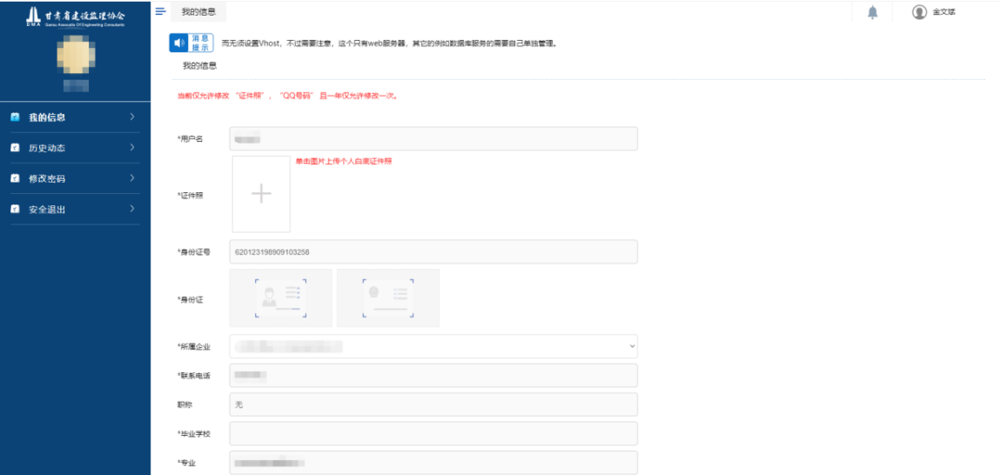 甘肃省建设监理协会
DMA Gansu Associate Of Engineering Consultants
我的信息
金文斌
消息提示
而无须设置Vhost，不过需要注意，这个只有web服务器，其它的例如数据库服务的需要自己单独管理。
我的信息
当前仅允许修改 “证件照”，“QQ号码” 且一年仅允许修改一次。
我的信息
历史动态
修改密码
安全退出
*用户名
单击图片上传个人白底证件照
*证件照
*身份证号
620123198909103258
*身份证
*所属企业
*联系电话
职称
无
*毕业学校
*专业